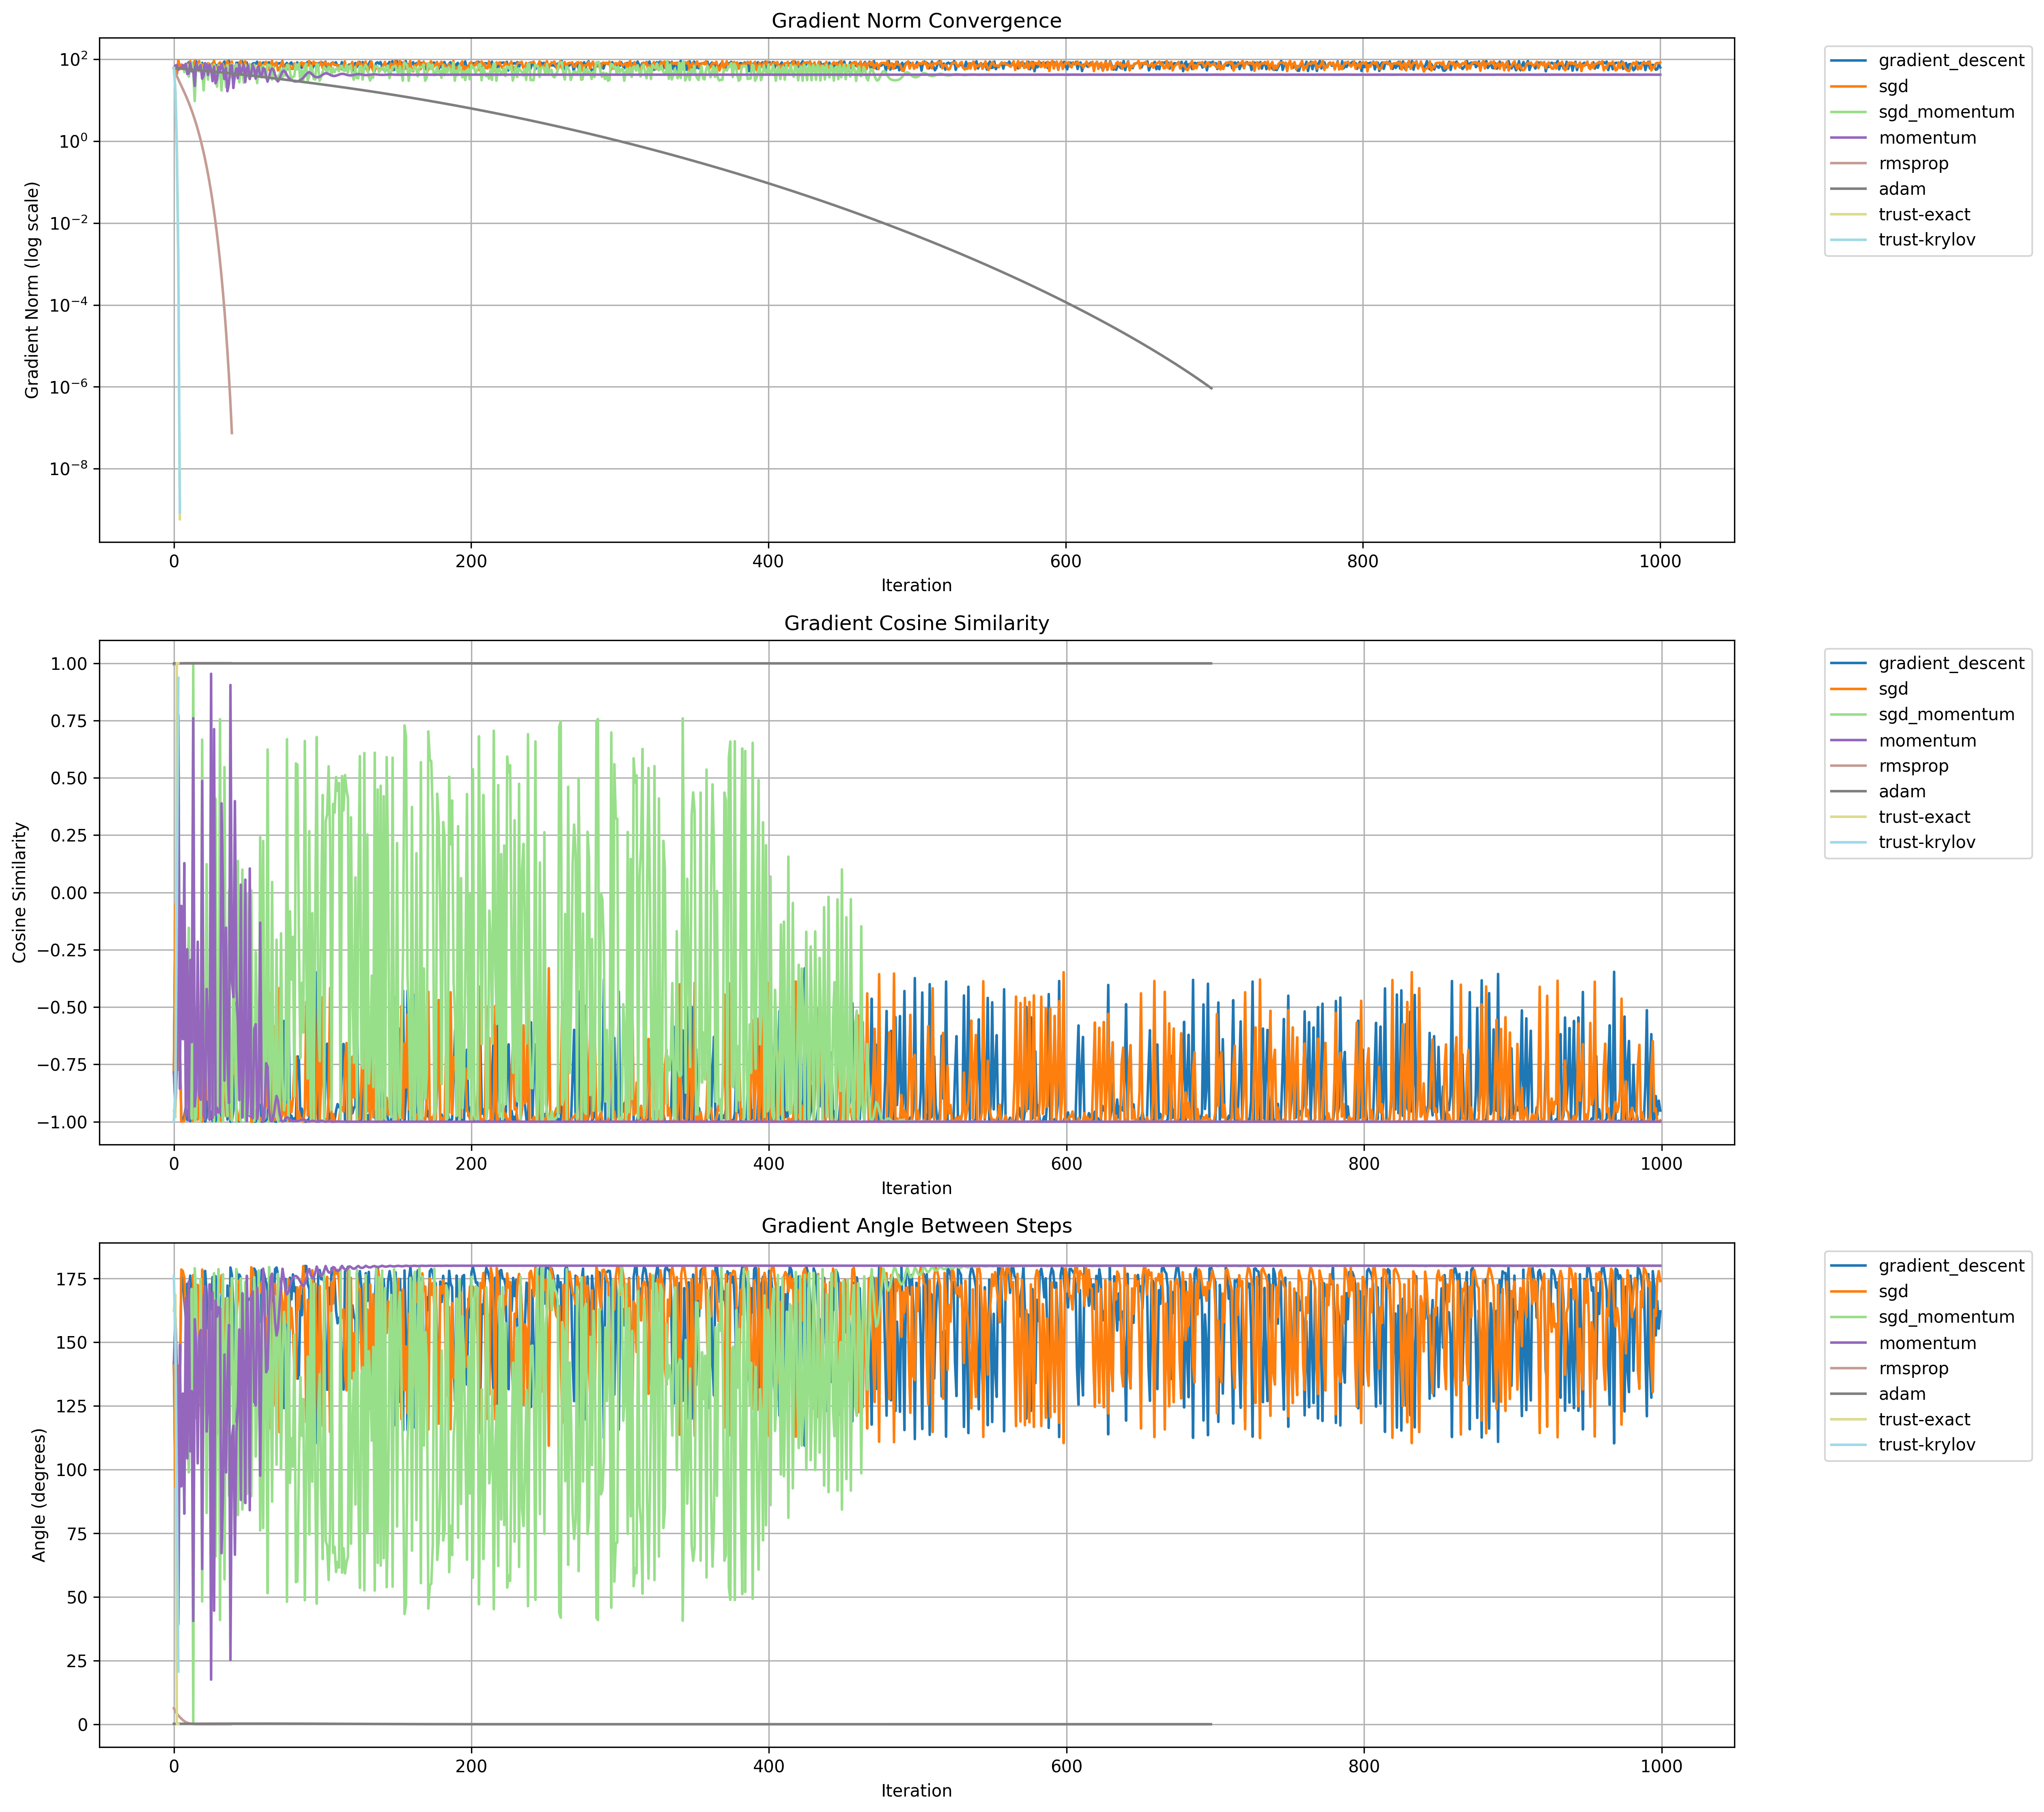 Gradient Norm Convergence
Gradient Norm (log scale)
10²
10⁰
10⁻²
10⁻⁴
10⁻⁶
10⁻⁸
0 200 400 600 800 1000
Iteration
gradient_descent
sgd
sgd_momentum
momentum
rmsprop
adam
trust-exact
trust-krylov
Gradient Cosine Similarity
Cosine Similarity
1.00
0.75
0.50
0.25
0.00
−0.25
−0.50
−0.75
−1.00
0 200 400 600 800 1000
Iteration
gradient_descent
sgd
sgd_momentum
momentum
rmsprop
adam
trust-exact
trust-krylov
Gradient Angle Between Steps
Angle (degrees)
175
150
125
100
75
50
25
0
0 200 400 600 800 1000
Iteration
gradient_descent
sgd
sgd_momentum
momentum
rmsprop
adam
trust-exact
trust-krylov